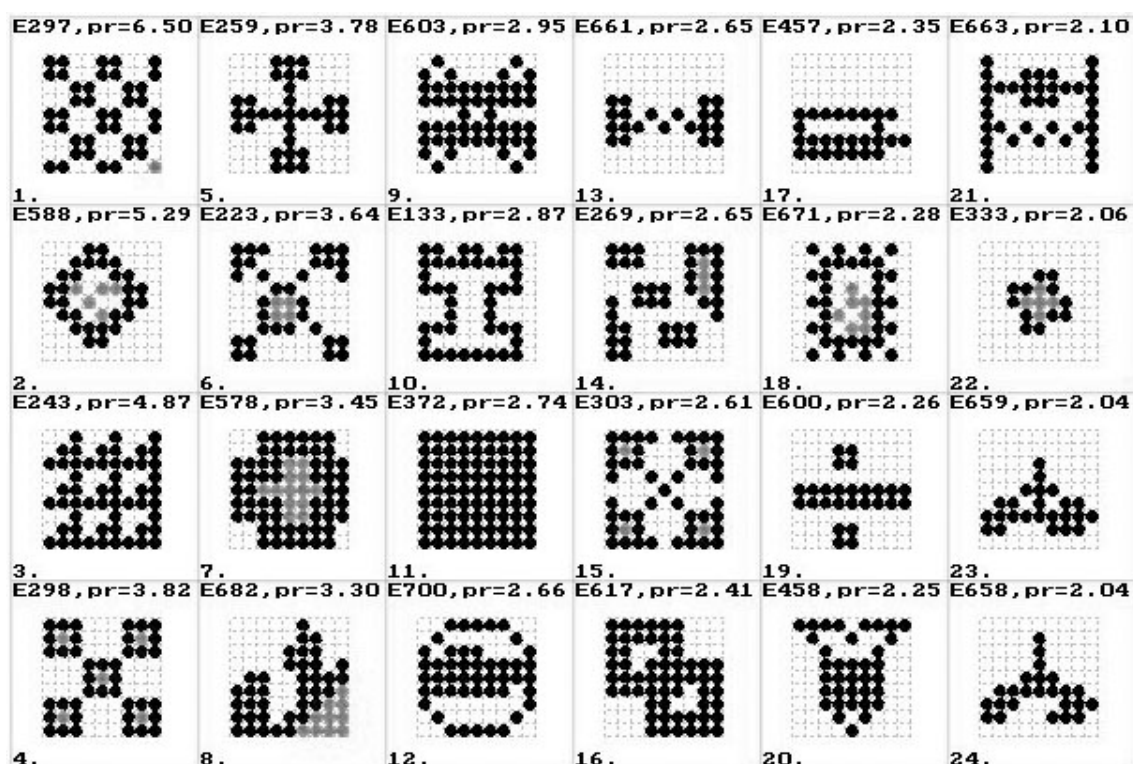 E297,pr=6.50 E259,pr=3.78 E603,pr=2.95 E661,pr=2.65 E457,pr=2.35 E663,pr=2.10
1. 5. 9. 13. 17. 21.
E588,pr=5.29 E223,pr=3.64 E133,pr=2.87 E269,pr=2.65 E671,pr=2.28 E333,pr=2.06
2. 6. 10. 14. 18. 22.
E243,pr=4.87 E578,pr=3.45 E372,pr=2.74 E303,pr=2.61 E600,pr=2.26 E659,pr=2.04
3. 7. 11. 15. 19. 23.
E298,pr=3.82 E682,pr=3.30 E700,pr=2.66 E617,pr=2.41 E458,pr=2.25 E658,pr=2.04
4. 8. 12. 16. 20. 24.